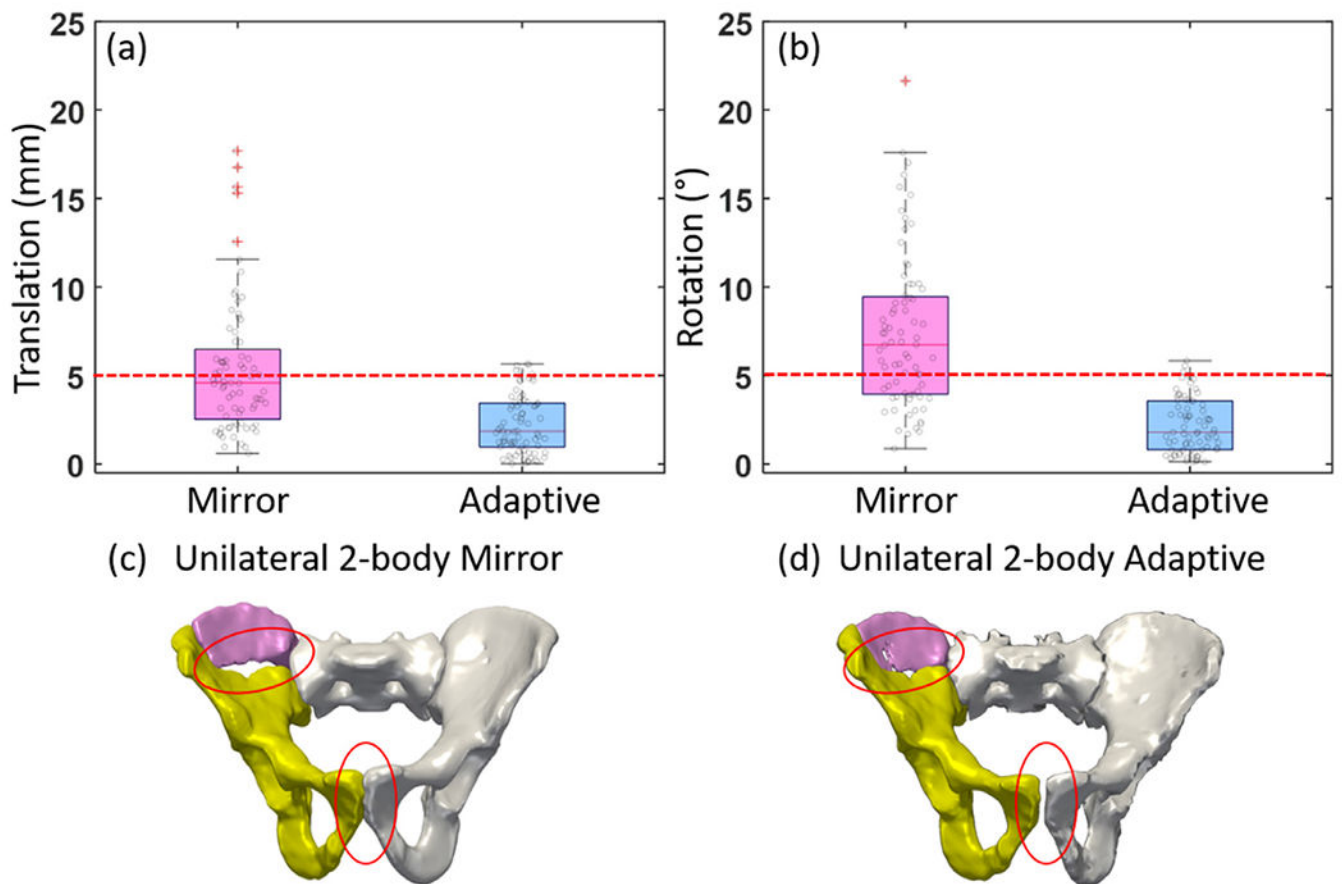 (a)
25
20
15
10
5
0
Translation (mm)
Mirror Adaptive
(b)
25
20
15
10
5
0
Rotation (°)
Mirror Adaptive
(c) Unilateral 2-body Mirror
(d) Unilateral 2-body Adaptive